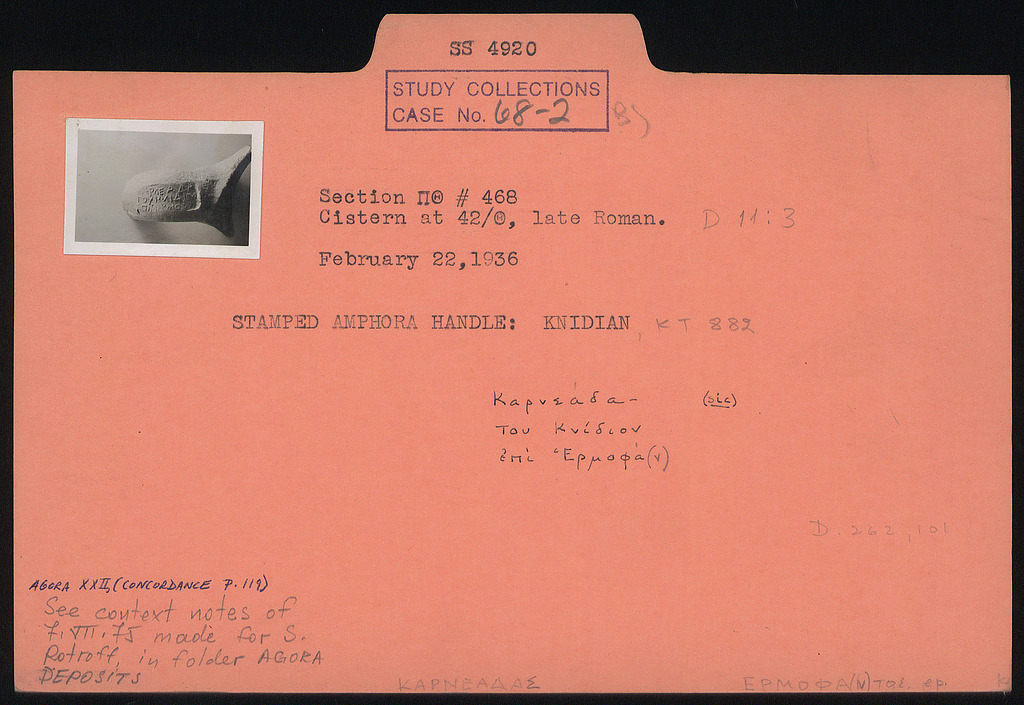 SS 4920
STUDY COLLECTIONS
CASE No. 68-2
Section ΠΘ # 468
Cistern at 42/Θ, late Roman. D 11:3
February 22,1936
STAMPED AMPHORA HANDLE: KNIDIAN, KT 882
Καρνεάδα- (sic)
του Κνίδιον
ἐπὶ Ἑρμοφά(ν)
D. 262, 101
AGORA XXII, (CONCORDANCE P. 119)
See context notes of
7.VII.75 made for S.
Rotroff, in folder AGORA
DEPOSITS
ΚΑΡΝΕΑΔΑΣ ΕΡΜΟΦΑ(Ν)ΤΟΣ, ep. K